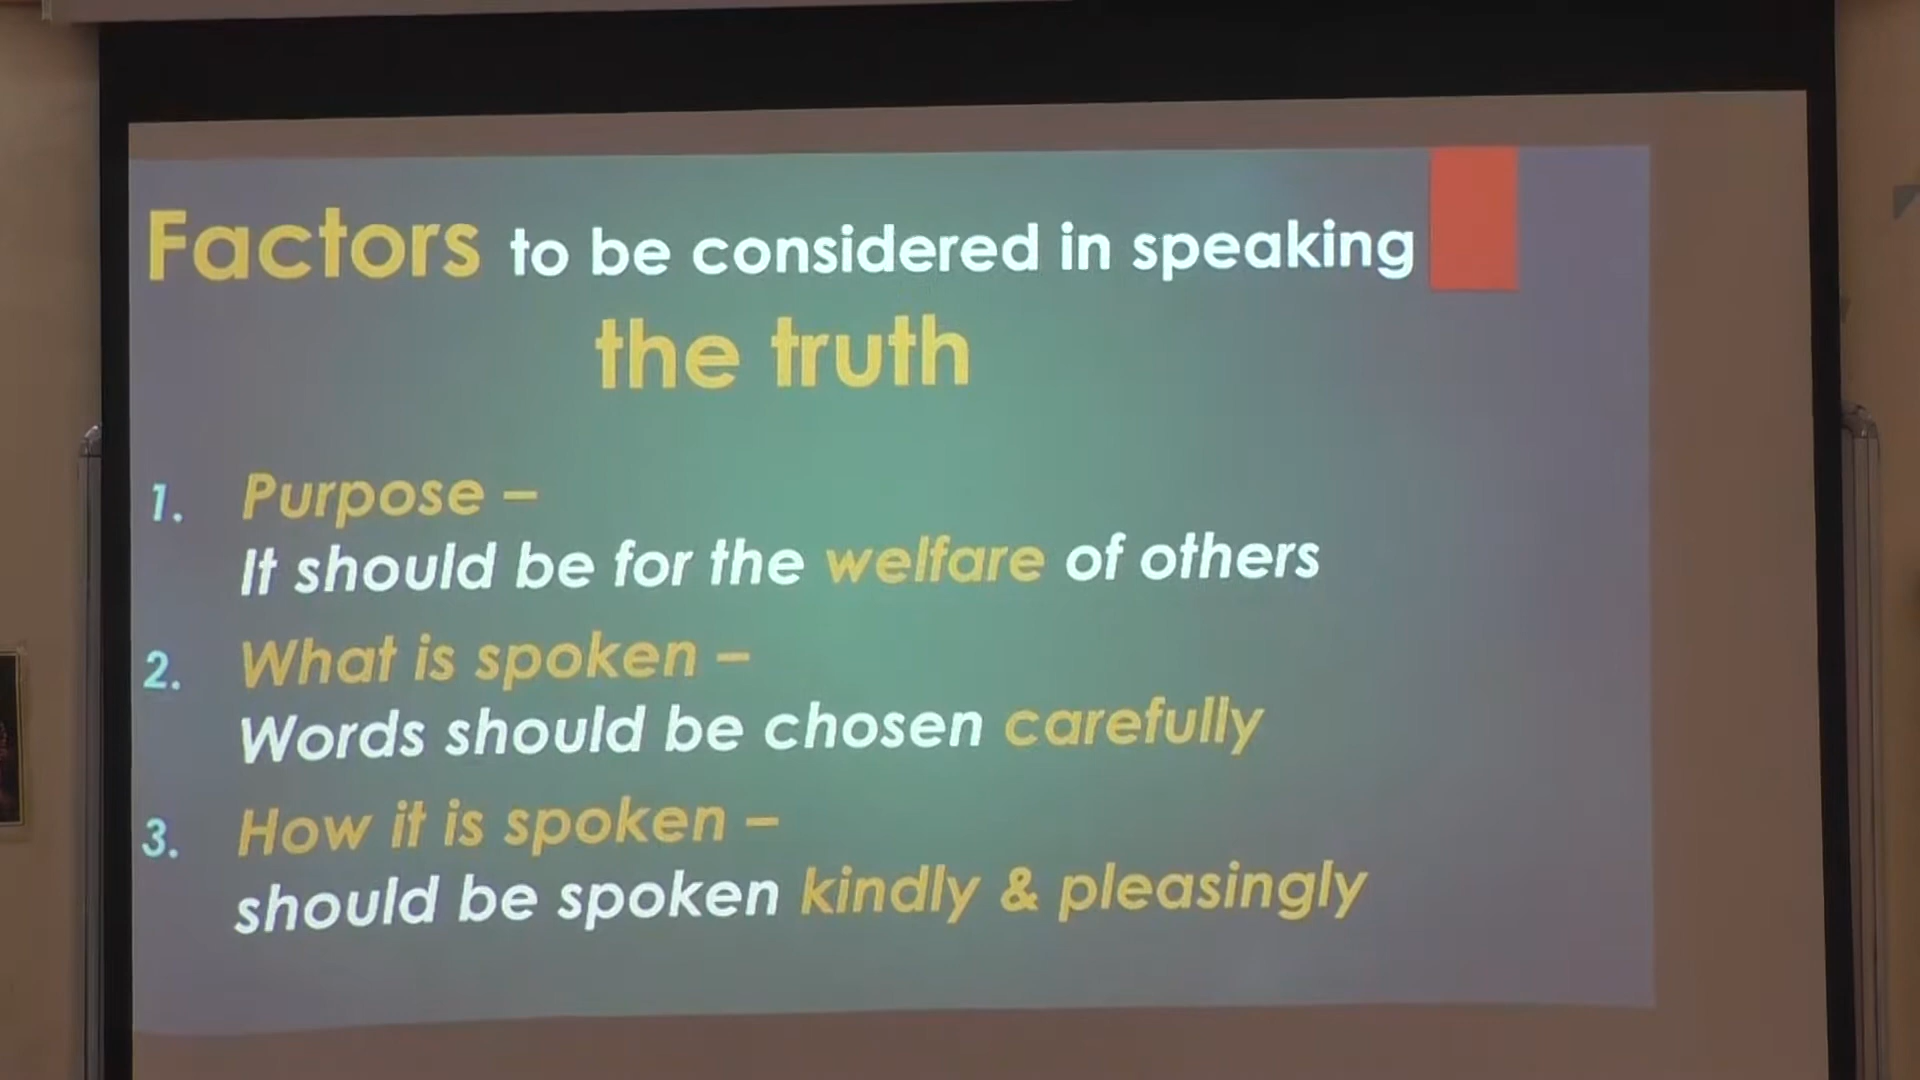 Factors to be considered in speaking
the truth
1. Purpose –
It should be for the welfare of others
2. What is spoken –
Words should be chosen carefully
3. How it is spoken –
should be spoken kindly & pleasingly